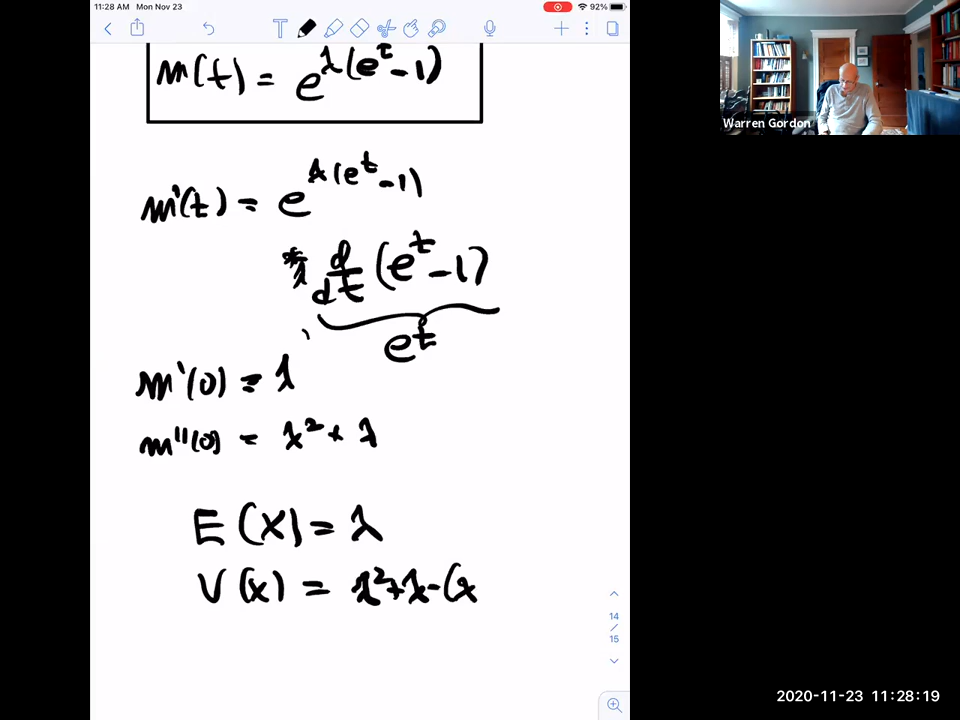 11:28 AM Mon Nov 23
92%
m(t) = e^λ(e^t - 1)
m'(t) = e^λ(e^t - 1)
* λ d/dt (e^t - 1)
e^t
m'(0) = λ
m''(0) = λ² + λ
E(X) = λ
V(X) = λ² + λ - (λ
Warren Gordon
14
/
15
2020-11-23 11:28:19